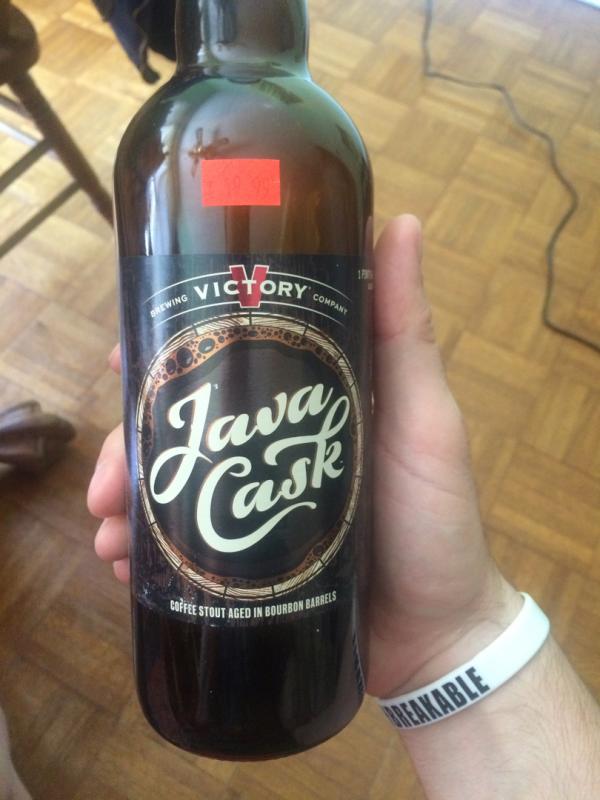 VICTORY
BREWING COMPANY
Java
Cask
COFFEE STOUT AGED IN BOURBON BARRELS
BREAKABLE